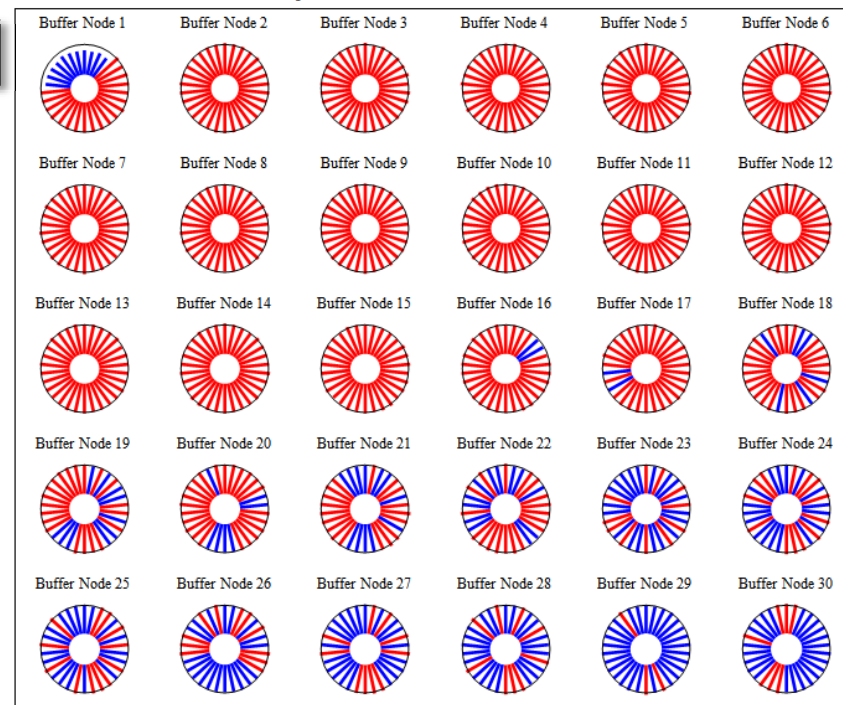 Buffer Node 1 Buffer Node 2 Buffer Node 3 Buffer Node 4 Buffer Node 5 Buffer Node 6
Buffer Node 7 Buffer Node 8 Buffer Node 9 Buffer Node 10 Buffer Node 11 Buffer Node 12
Buffer Node 13 Buffer Node 14 Buffer Node 15 Buffer Node 16 Buffer Node 17 Buffer Node 18
Buffer Node 19 Buffer Node 20 Buffer Node 21 Buffer Node 22 Buffer Node 23 Buffer Node 24
Buffer Node 25 Buffer Node 26 Buffer Node 27 Buffer Node 28 Buffer Node 29 Buffer Node 30